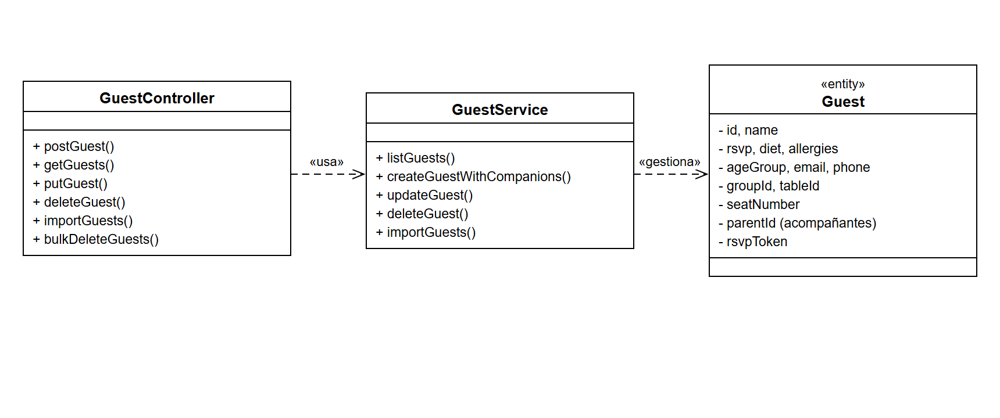 GuestController
+ postGuest()
+ getGuests()
+ putGuest()
+ deleteGuest()
+ importGuests()
+ bulkDeleteGuests()
«usa»
GuestService
+ listGuests()
+ createGuestWithCompanions()
+ updateGuest()
+ deleteGuest()
+ importGuests()
«gestiona»
«entity»
Guest
- id, name
- rsvp, diet, allergies
- ageGroup, email, phone
- groupId, tableId
- seatNumber
- parentId (acompañantes)
- rsvpToken